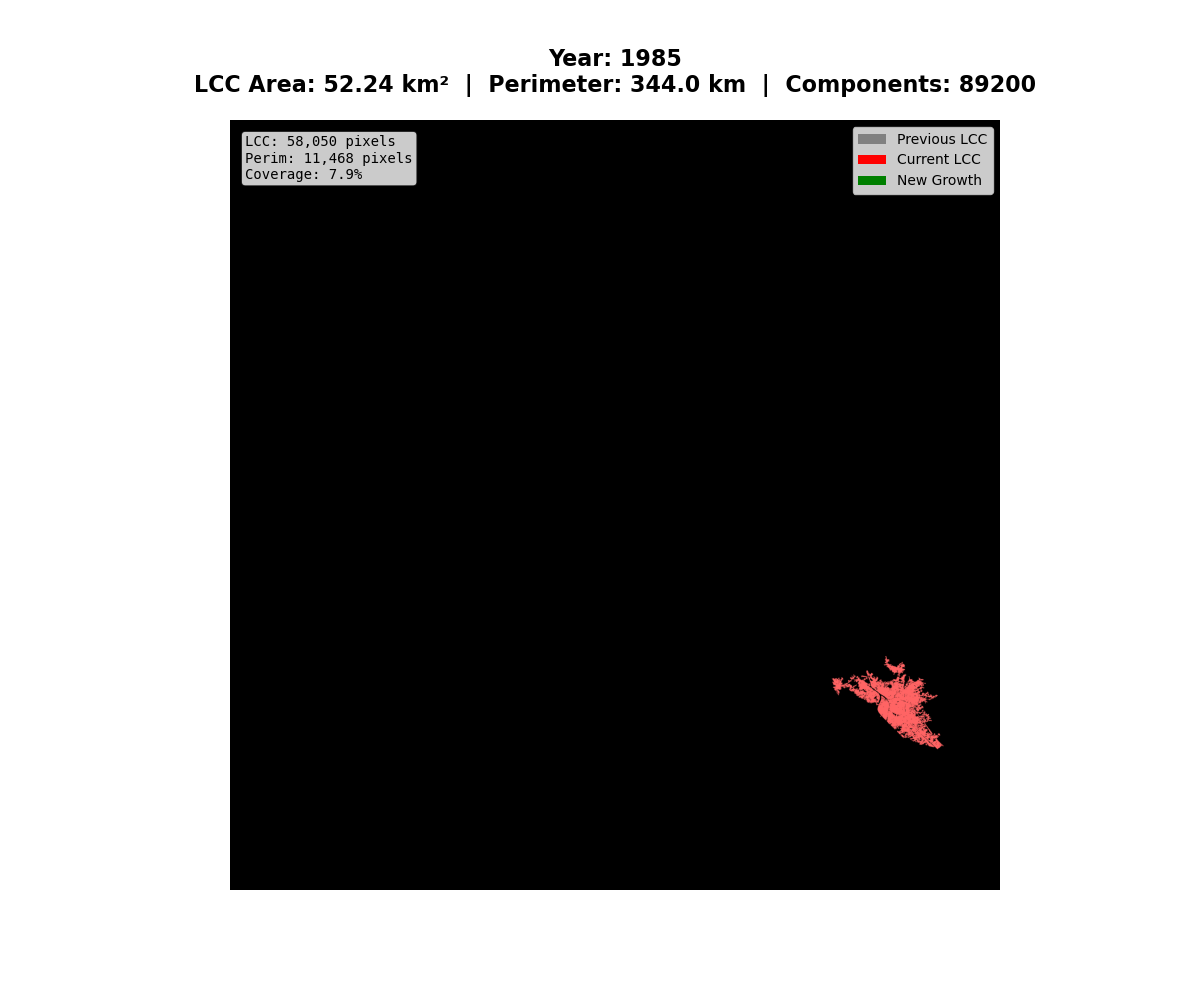 Year: 1985
LCC Area: 52.24 km² | Perimeter: 344.0 km | Components: 89200
LCC: 58,050 pixels
Perim: 11,468 pixels
Coverage: 7.9%
Previous LCC
Current LCC
New Growth